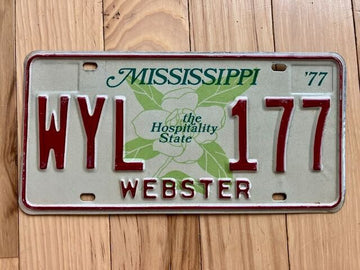 MISSISSIPPI '77
WYL 177
the
Hospitality
State
WEBSTER